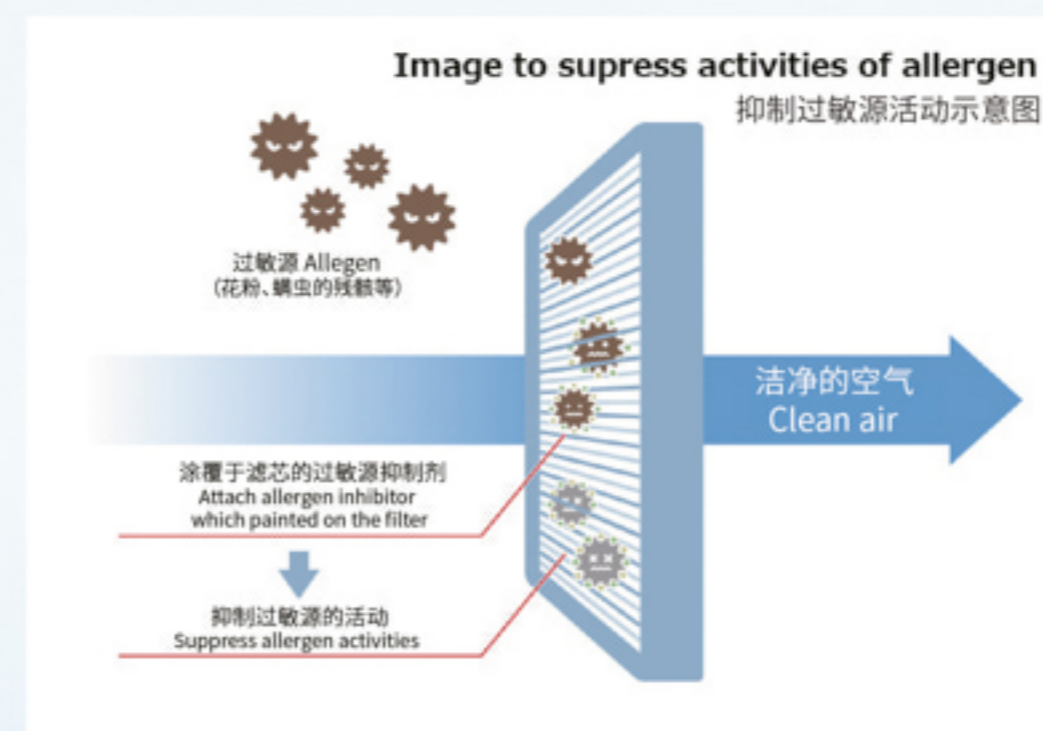 Image to supress activities of allergen
抑制过敏源活动示意图
过敏源 Allegen
(花粉、螨虫的残骸等)
洁净的空气
Clean air
涂覆于滤芯的过敏源抑制剂
Attach allergen inhibitor
which painted on the filter
抑制过敏源的活动
Suppress allergen activities